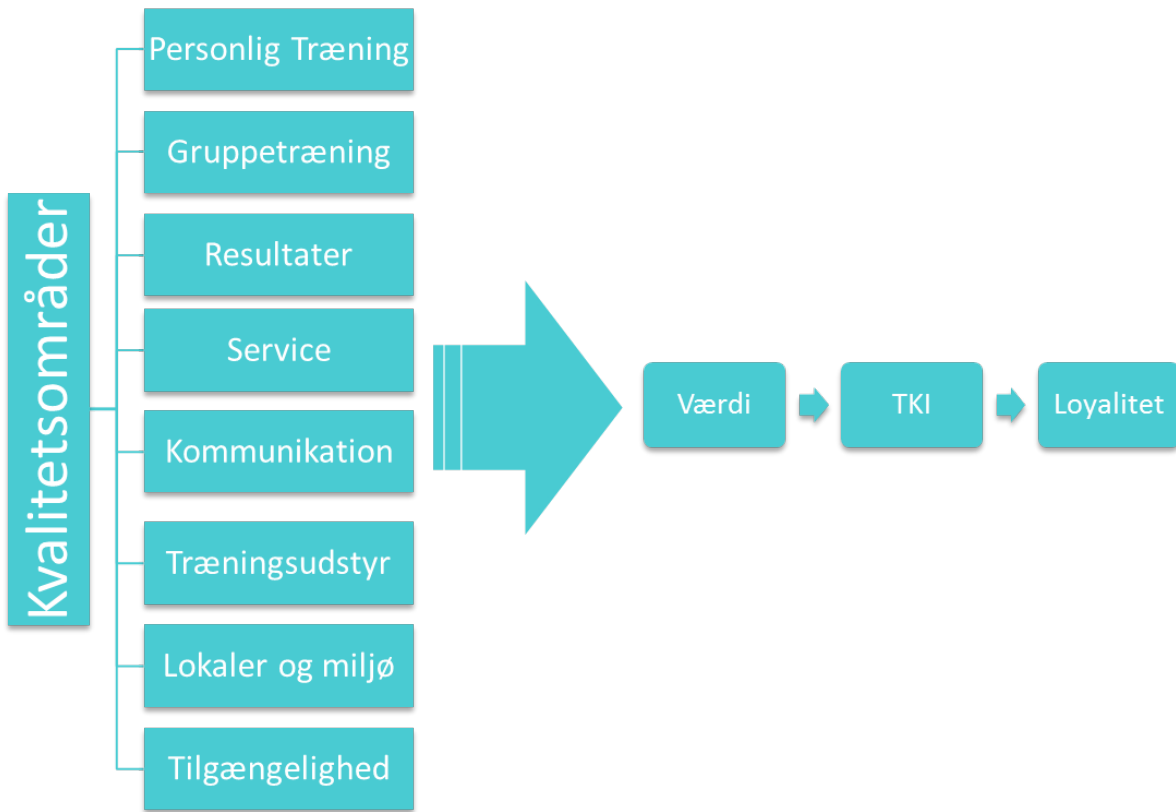 Kvalitetsområder
Personlig Træning
Gruppetræning
Resultater
Service
Kommunikation
Træningsudstyr
Lokaler og miljø
Tilgængelighed
Værdi
TKI
Loyalitet